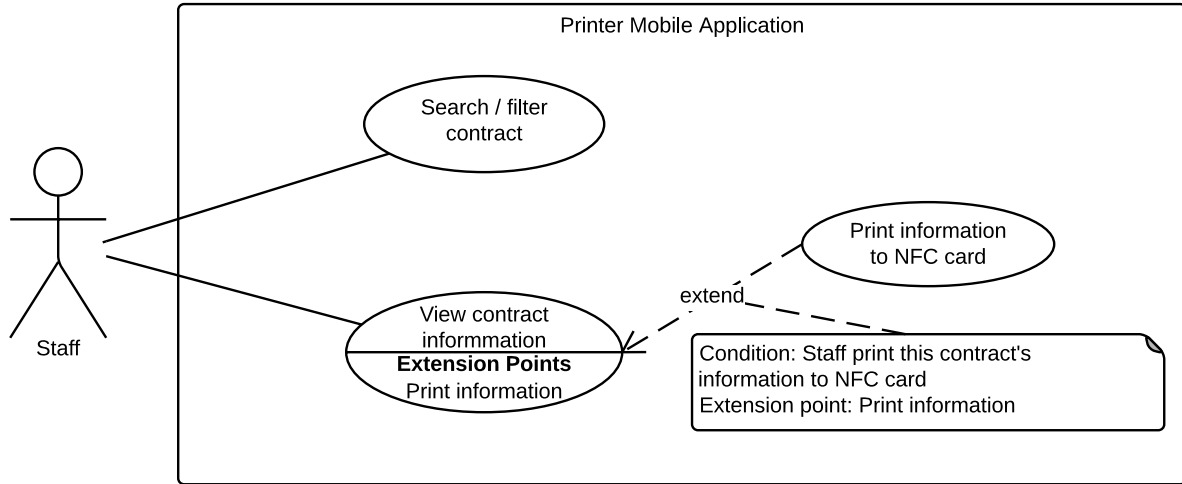 Printer Mobile Application
Search / filter
contract
Print information
to NFC card
extend
View contract
informmation
Extension Points
Print information
Staff
Condition: Staff print this contract's
information to NFC card
Extension point: Print information